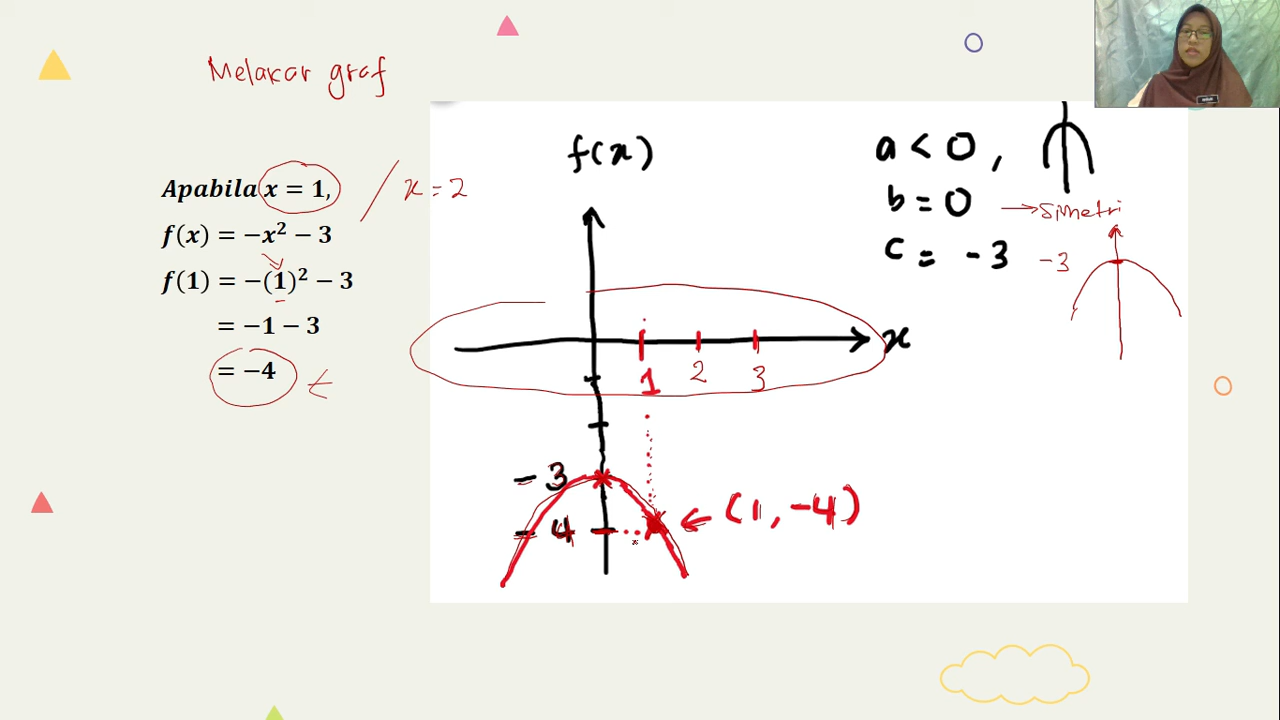 Melakar graf
Apabila x = 1, / x = 2
f(x) = −x² − 3
f(1) = −(1)² − 3
= −1 − 3
= −4
f(x)
x
1 2 3
−3
−4
(1, −4)
a < 0,
b = 0 → Simetri
c = −3
−3